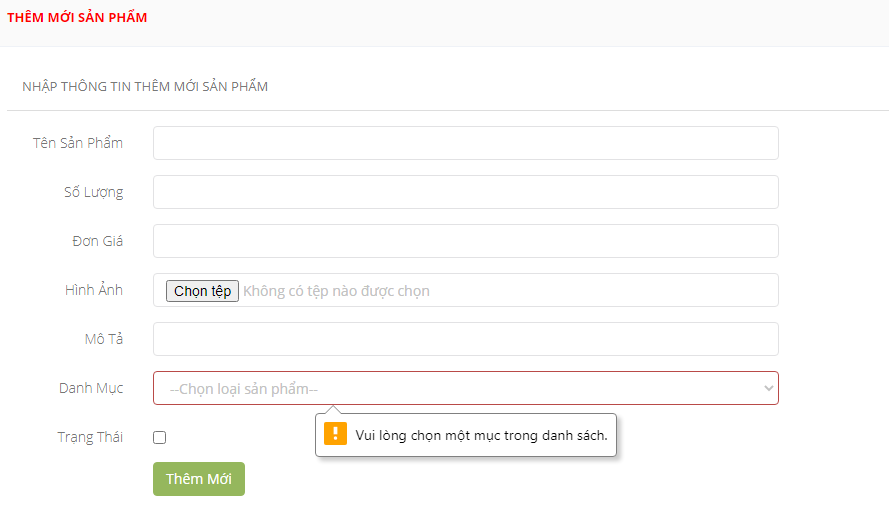 THÊM MỚI SẢN PHẨM
NHẬP THÔNG TIN THÊM MỚI SẢN PHẨM
Tên Sản Phẩm
Số Lượng
Đơn Giá
Hình Ảnh Chọn tệp Không có tệp nào được chọn
Mô Tả
Danh Mục --Chọn loại sản phẩm--
Vui lòng chọn một mục trong danh sách.
Trạng Thái
Thêm Mới